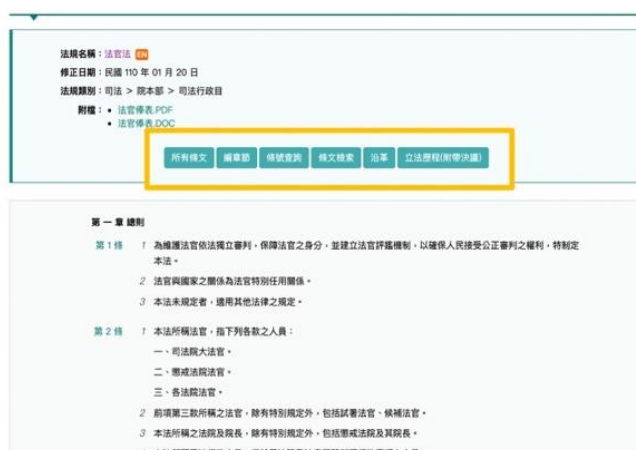 法規名稱：法官法 EN
修正日期：民國 110 年 01 月 20 日
法規類別：司法 > 院本部 > 司法行政目
附檔：• 法官俸表.PDF
• 法官俸表.DOC
所有條文 編章節 條號查詢 條文檢索 沿革 立法歷程(附帶決議)
第 一 章 總則
第 1 條 1 為維護法官依法獨立審判，保障法官之身分，並建立法官評鑑機制，以確保人民接受公正審判之權利，特制定
本法。
2 法官與國家之關係為法官特別任用關係。
3 本法未規定者，適用其他法律之規定。
第 2 條 1 本法所稱法官，指下列各款之人員：
一、司法院大法官。
二、懲戒法院法官。
三、各法院法官。
2 前項第三款所稱之法官，除有特別規定外，包括試署法官、候補法官。
3 本法所稱之法院及院長，除有特別規定外，包括懲戒法院及其院長。